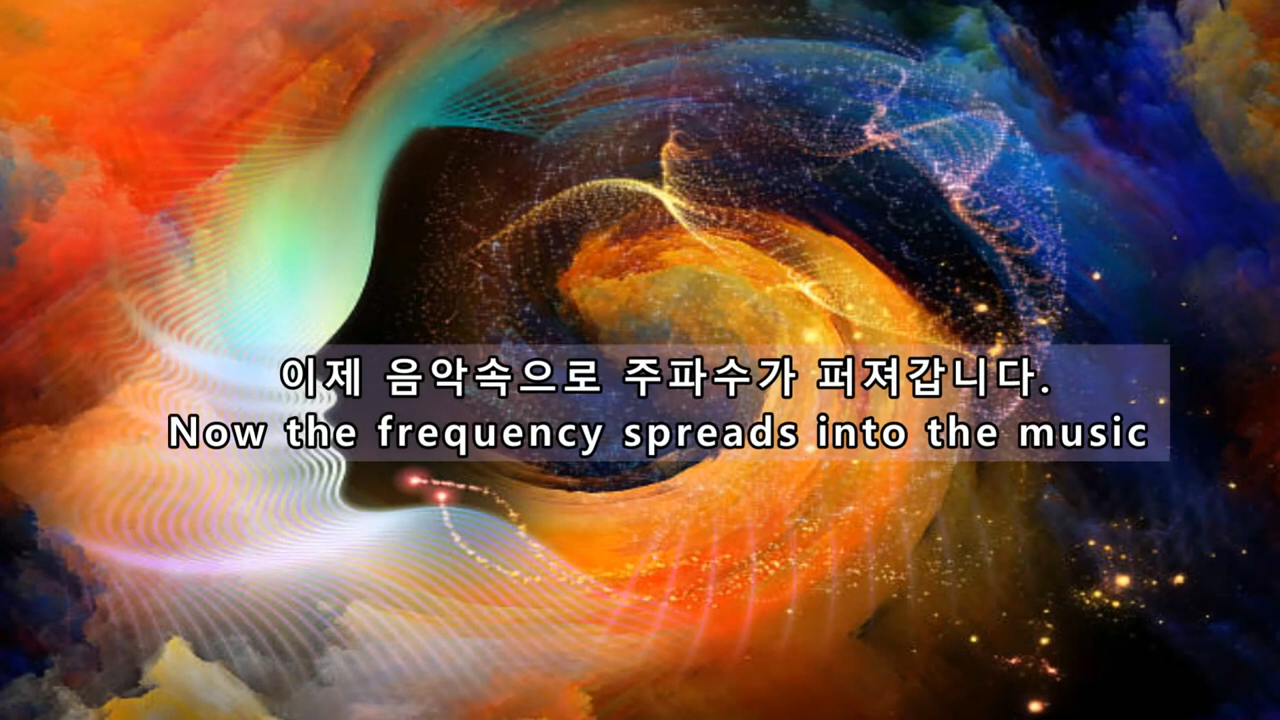 이제 음악속으로 주파수가 퍼져갑니다.
Now the frequency spreads into the music